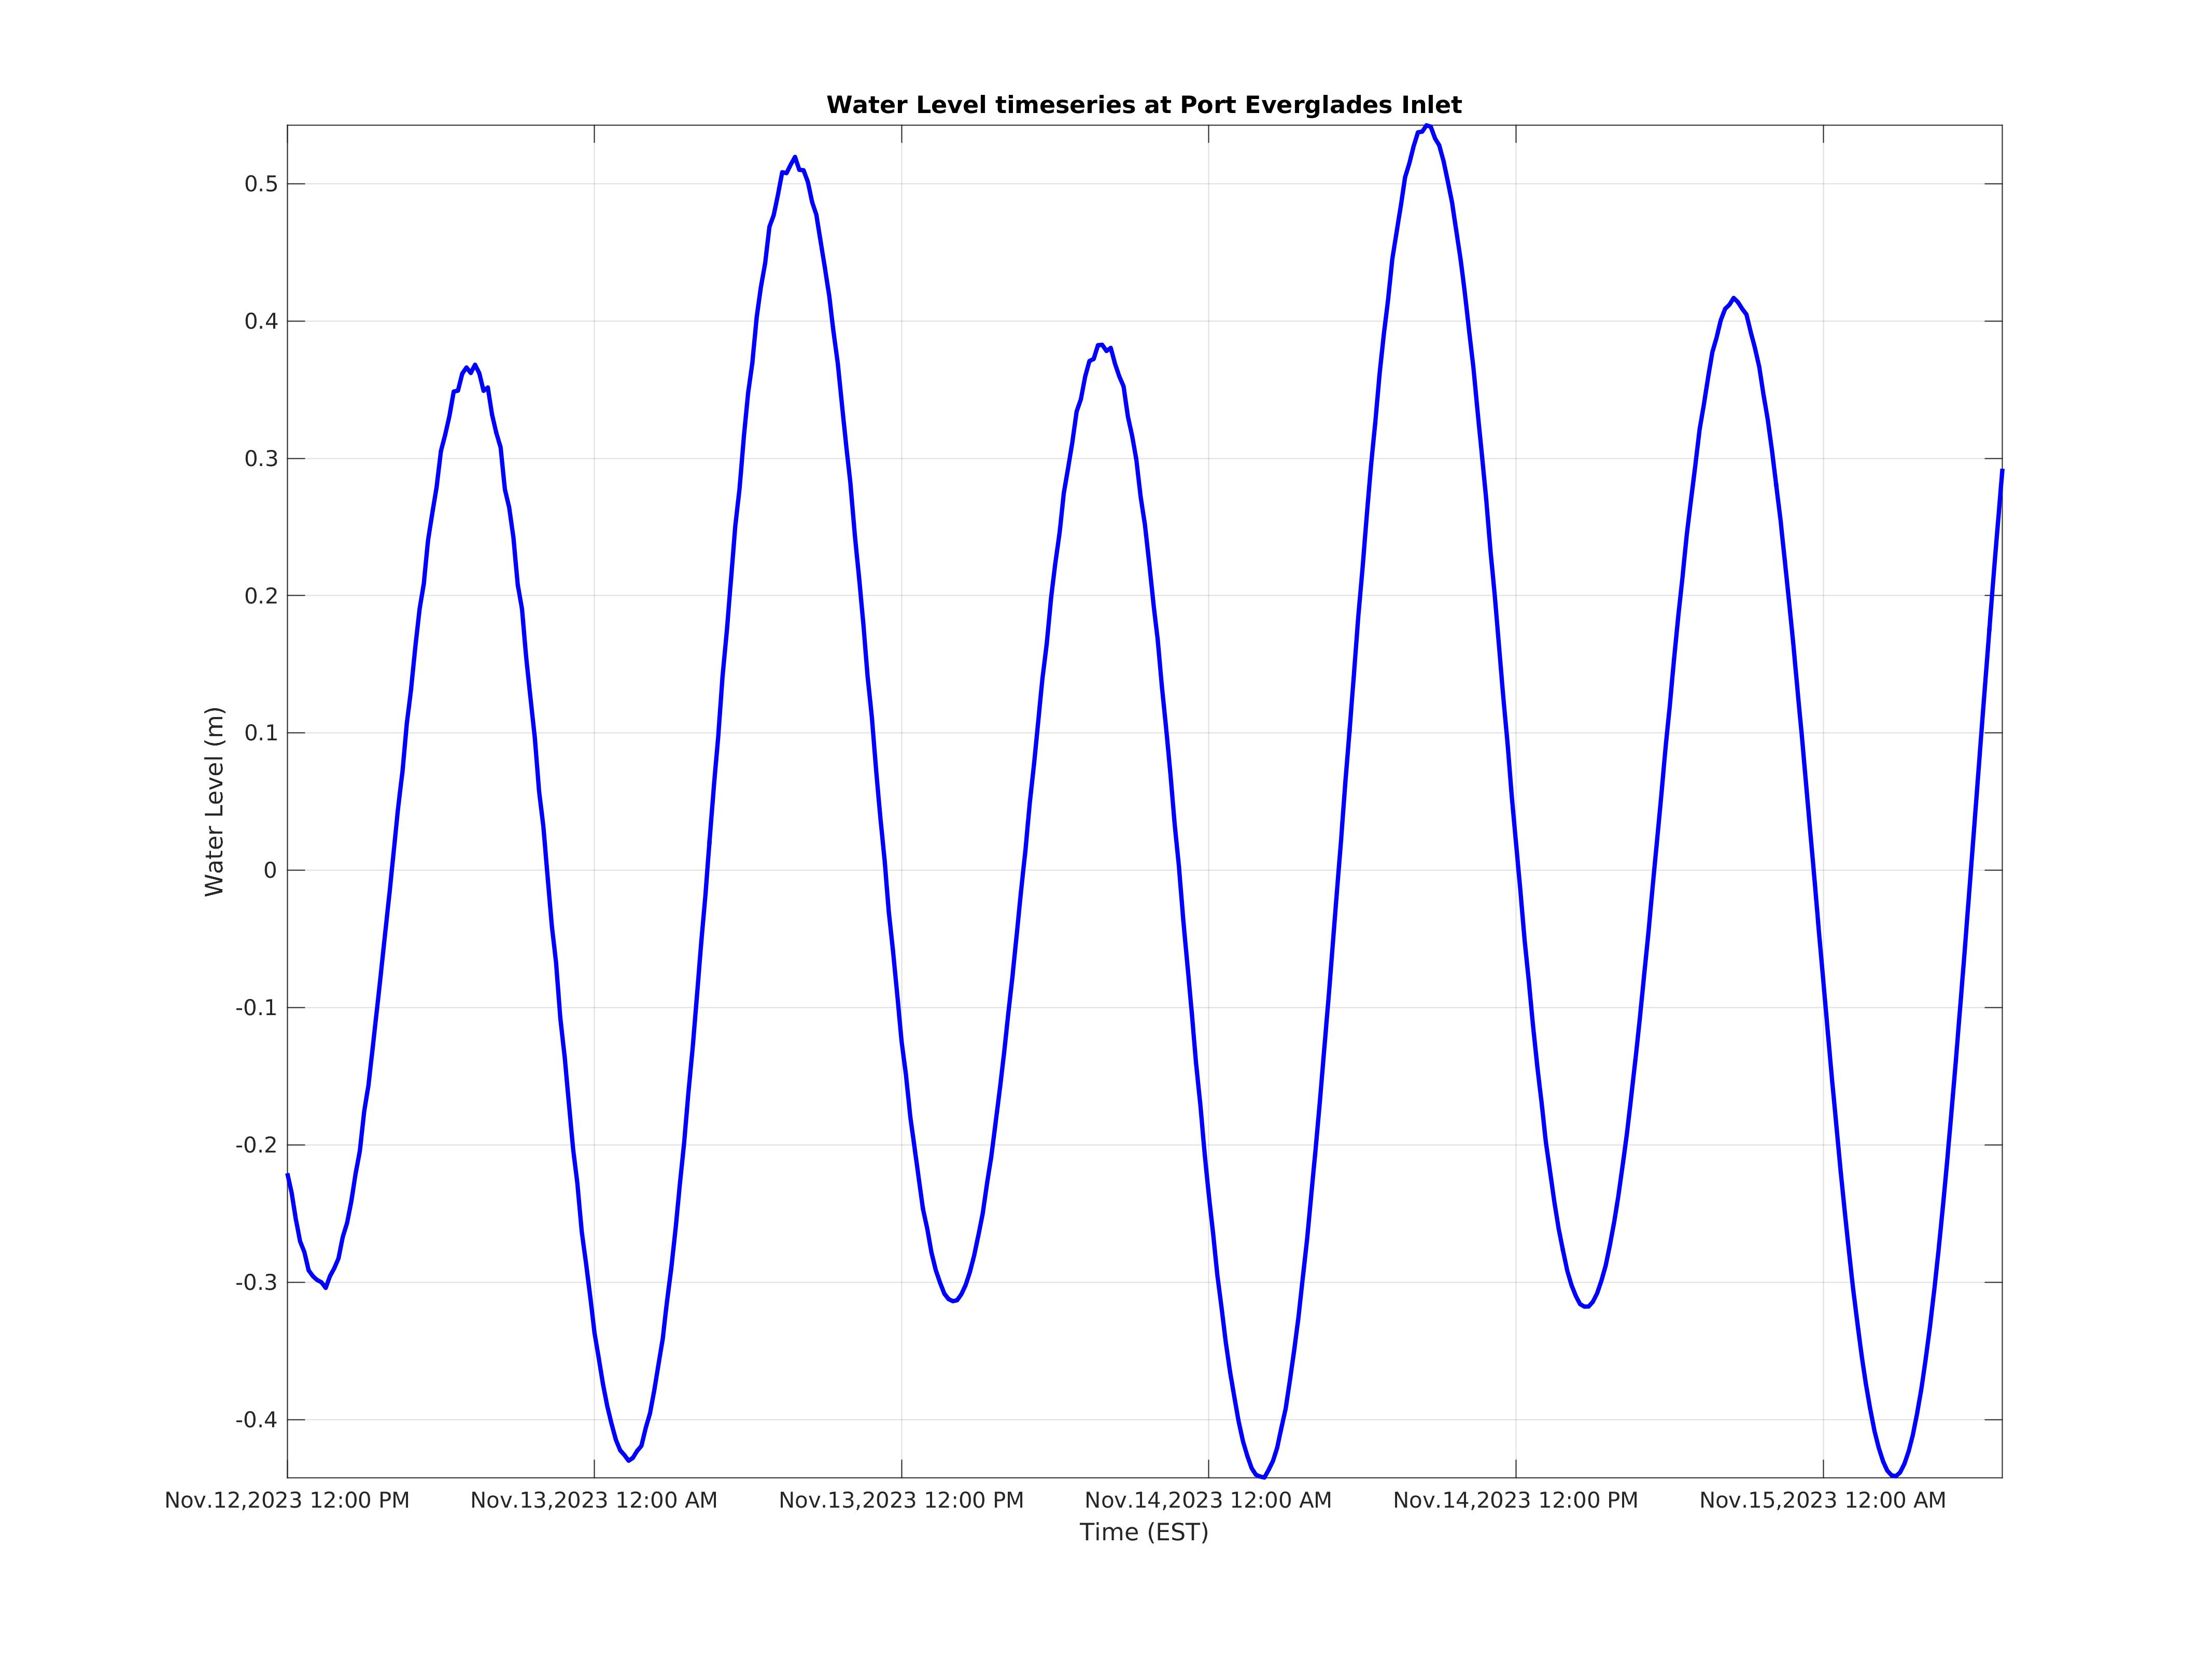 Water Level timeseries at Port Everglades Inlet
0.5
0.4
0.3
0.2
0.1
0
-0.1
-0.2
-0.3
-0.4
Water Level (m)
Nov.12,2023 12:00 PM Nov.13,2023 12:00 AM Nov.13,2023 12:00 PM Nov.14,2023 12:00 AM Nov.14,2023 12:00 PM Nov.15,2023 12:00 AM
Time (EST)